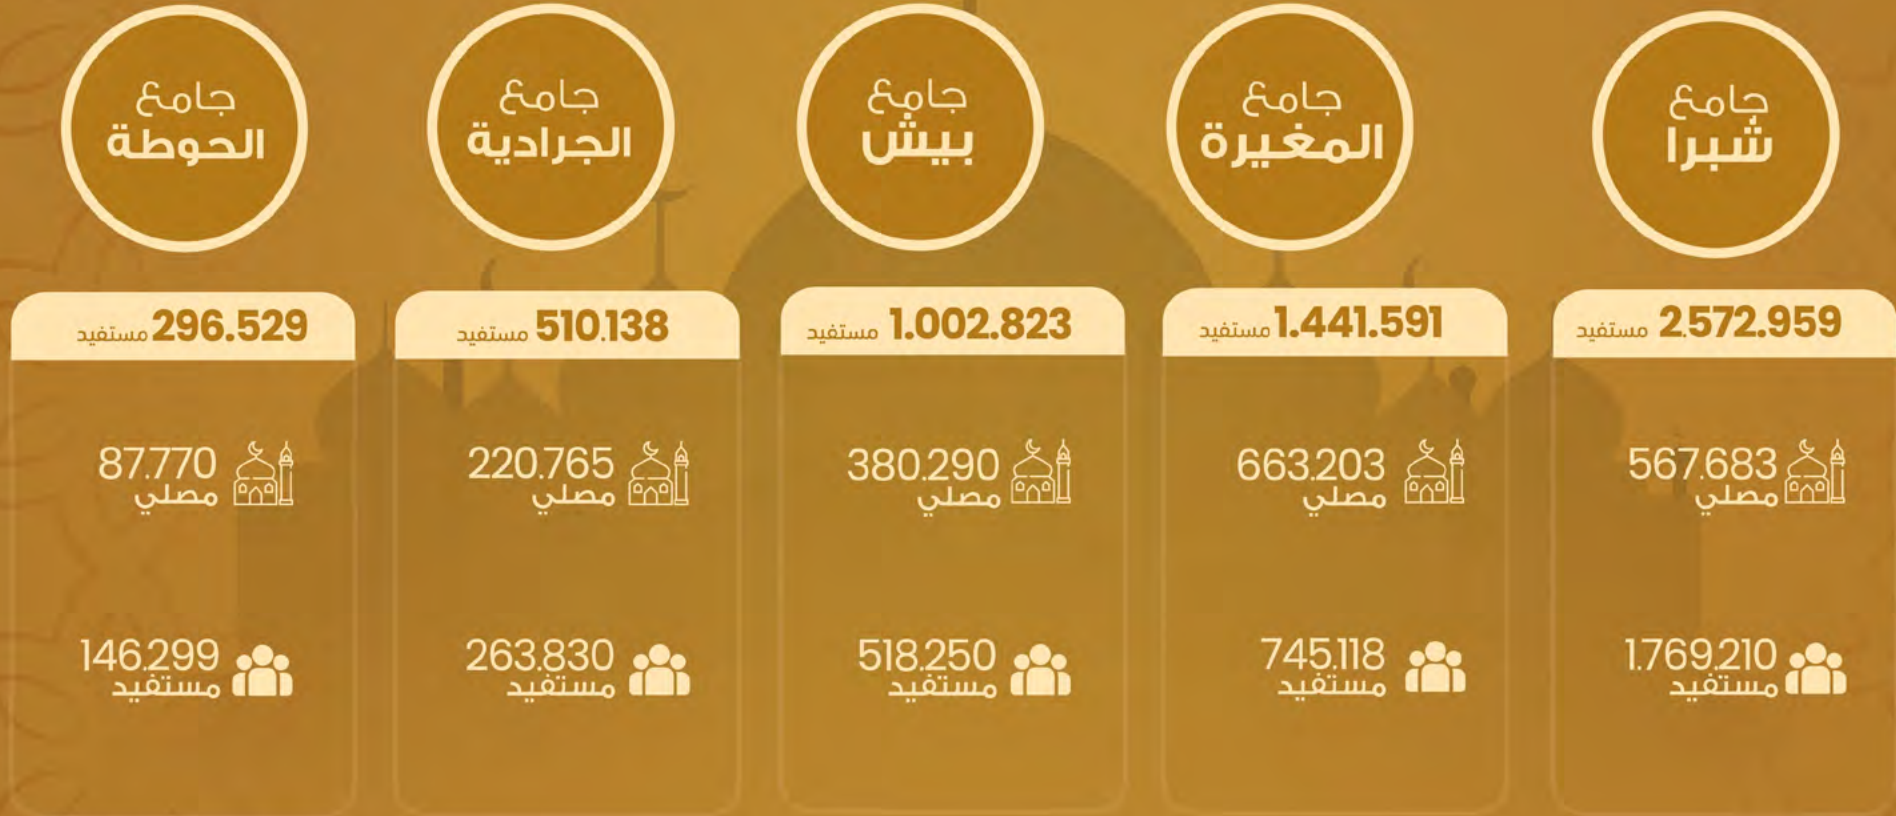 جامع
شبرا
2.572.959 مستفيد
567.683
مصلي
1.769.210
مستفيد
جامع
المغيرة
1.441.591 مستفيد
663.203
مصلي
745.118
مستفيد
جامع
بيش
1.002.823 مستفيد
380.290
مصلي
518.250
مستفيد
جامع
الجرادية
510.138 مستفيد
220.765
مصلي
263.830
مستفيد
جامع
الحوطة
296.529 مستفيد
87.770
مصلي
146.299
مستفيد